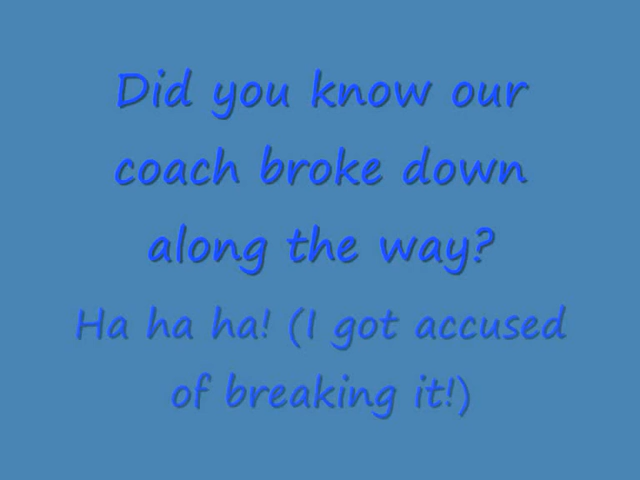 Did you know our
coach broke down
along the way?
Ha ha ha! (I got accused
of breaking it!)